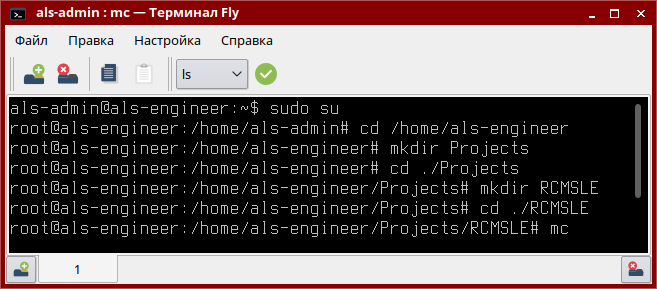 als-admin : mc — Терминал Fly
Файл Правка Настройка Справка
ls
als-admin@als-engineer:~$ sudo su
root@als-engineer:/home/als-admin# cd /home/als-engineer
root@als-engineer:/home/als-engineer# mkdir Projects
root@als-engineer:/home/als-engineer# cd ./Projects
root@als-engineer:/home/als-engineer/Projects# mkdir RCMSLE
root@als-engineer:/home/als-engineer/Projects# cd ./RCMSLE
root@als-engineer:/home/als-engineer/Projects/RCMSLE# mc
1